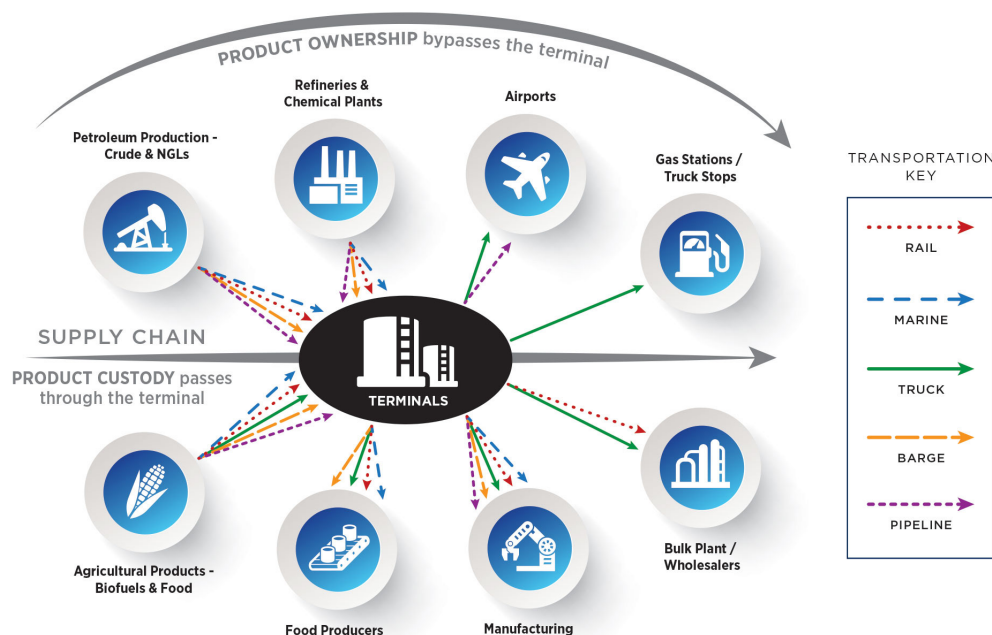 PRODUCT OWNERSHIP bypasses the terminal
Refineries &
Chemical Plants
Airports
Petroleum Production -
Crude & NGLs
Gas Stations /
Truck Stops
TRANSPORTATION
KEY
RAIL
MARINE
TRUCK
BARGE
PIPELINE
SUPPLY CHAIN
PRODUCT CUSTODY passes
through the terminal
TERMINALS
Agricultural Products -
Biofuels & Food
Food Producers
Manufacturing
Bulk Plant /
Wholesalers